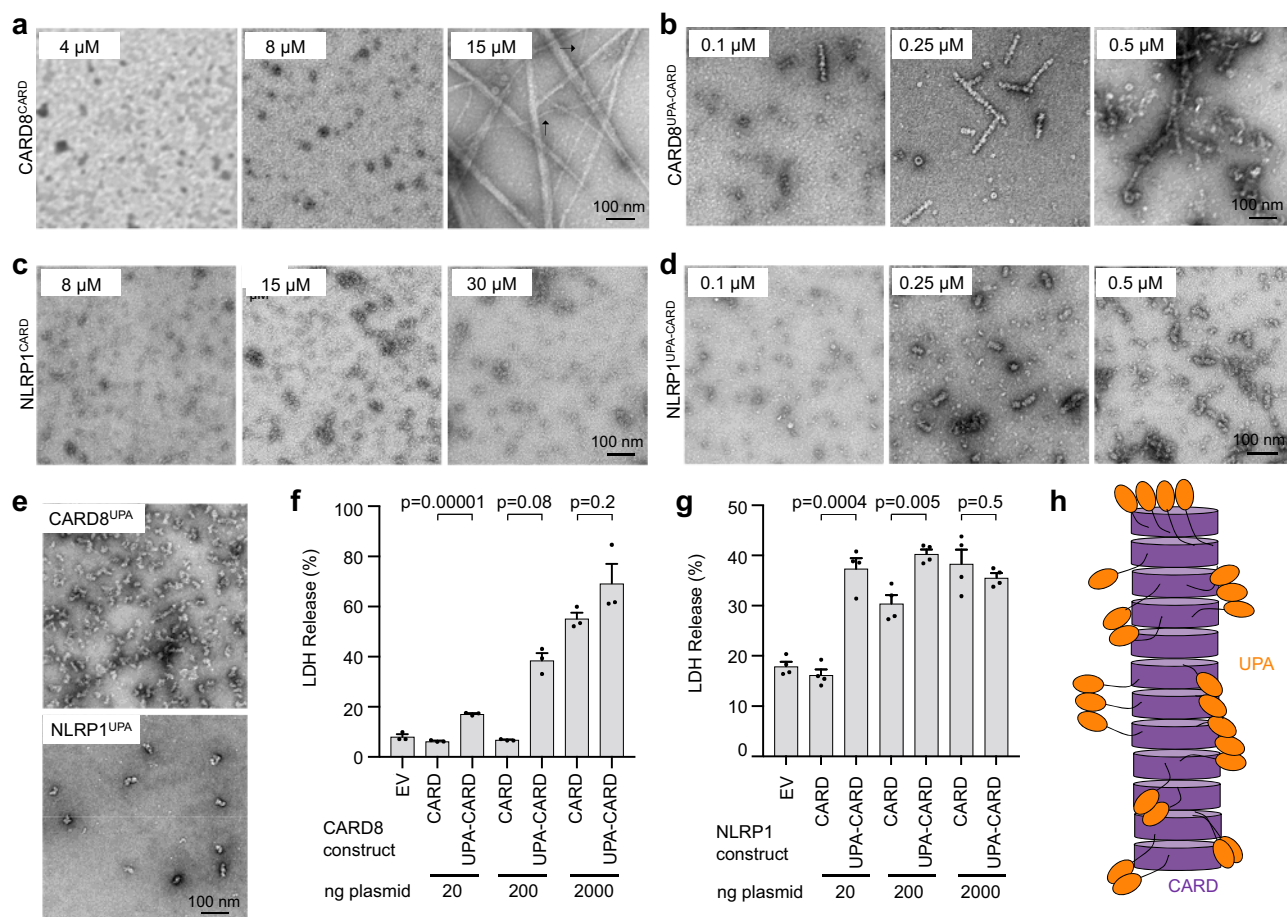 a
4 µM
8 µM
15 µM
CARD8CARD
100 nm
b
0.1 µM
0.25 µM
0.5 µM
CARD8UPA-CARD
100 nm
c
8 µM
15 µM
30 µM
NLRP1CARD
100 nm
d
0.1 µM
0.25 µM
0.5 µM
NLRP1UPA-CARD
100 nm
e
CARD8UPA
NLRP1UPA
100 nm
f
p=0.00001 p=0.08 p=0.2
LDH Release (%)
100
80
60
40
20
0
EV CARD UPA-CARD CARD UPA-CARD CARD UPA-CARD
CARD8
construct
ng plasmid 20 200 2000
g
p=0.0004 p=0.005 p=0.5
LDH Release (%)
50
40
30
20
10
0
EV CARD UPA-CARD CARD UPA-CARD CARD UPA-CARD
NLRP1
construct
ng plasmid 20 200 2000
h
UPA
CARD